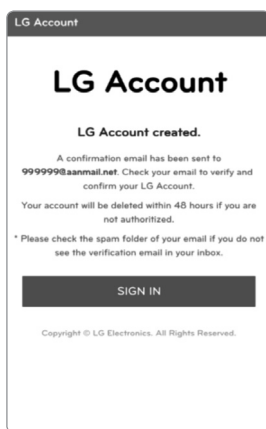 LG Account
LG Account
LG Account created.
A confirmation email has been sent to
999999@aanmail.net. Check your email to verify and
confirm your LG Account.
Your account will be deleted within 48 hours if you are
not authoritized.
* Please check the spam folder of your email if you do not
see the verification email in your inbox.
SIGN IN
Copyright © LG Electronics. All Rights Reserved.